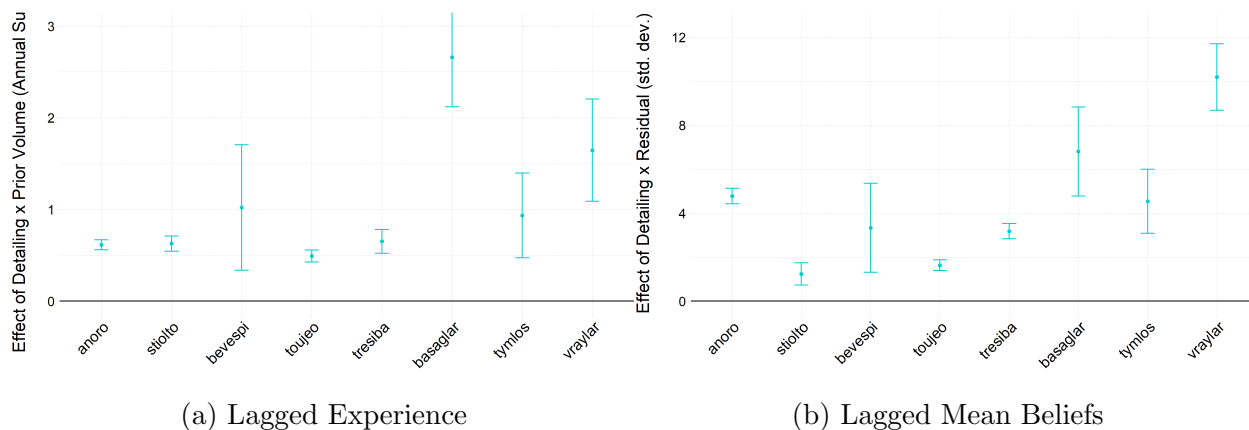 Effect of Detailing x Prior Volume (Annual Su
3
2
1
0
anoro
stiolto
bevespi
toujeo
tresiba
basaglar
tymlos
vraylar
(a) Lagged Experience
Effect of Detailing x Residual (std. dev.)
12
8
4
0
anoro
stiolto
bevespi
toujeo
tresiba
basaglar
tymlos
vraylar
(b) Lagged Mean Beliefs